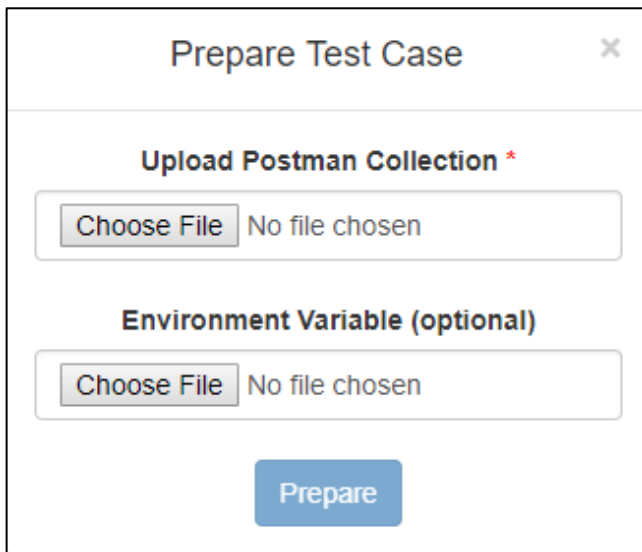 Prepare Test Case ×
Upload Postman Collection *
Choose File No file chosen
Environment Variable (optional)
Choose File No file chosen
Prepare